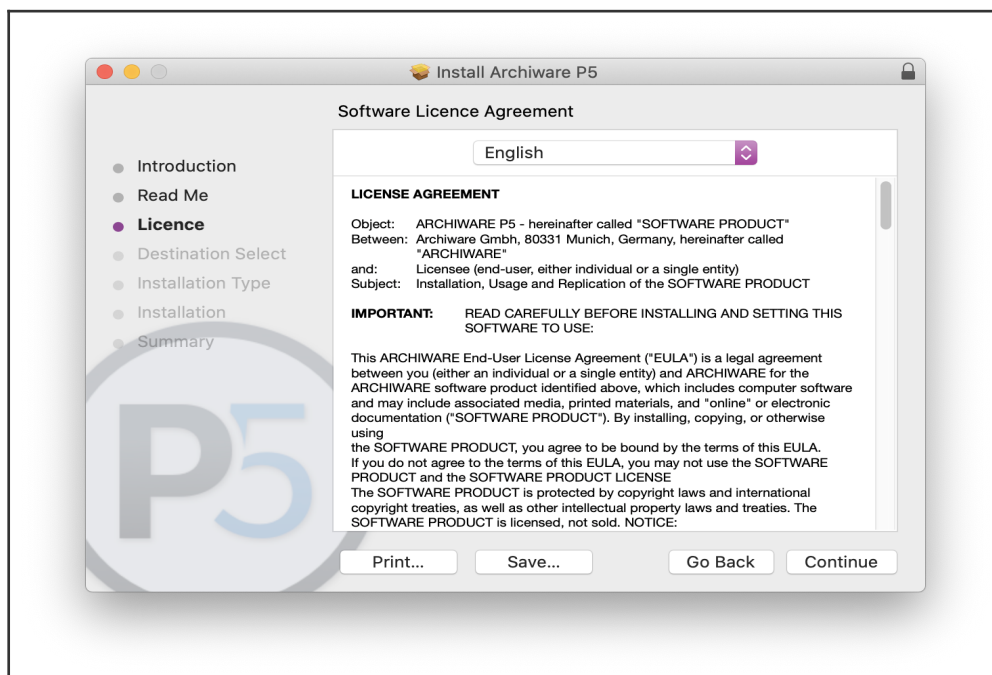 Install Archiware P5
Software Licence Agreement
English
Introduction
Read Me
Licence
Destination Select
Installation Type
Installation
Summary
P5
LICENSE AGREEMENT
Object: ARCHIWARE P5 - hereinafter called "SOFTWARE PRODUCT"
Between: Archiware Gmbh, 80331 Munich, Germany, hereinafter called
"ARCHIWARE"
and: Licensee (end-user, either individual or a single entity)
Subject: Installation, Usage and Replication of the SOFTWARE PRODUCT
IMPORTANT: READ CAREFULLY BEFORE INSTALLING AND SETTING THIS
SOFTWARE TO USE:
This ARCHIWARE End-User License Agreement ("EULA") is a legal agreement
between you (either an individual or a single entity) and ARCHIWARE for the
ARCHIWARE software product identified above, which includes computer software
and may include associated media, printed materials, and "online" or electronic
documentation ("SOFTWARE PRODUCT"). By installing, copying, or otherwise
using
the SOFTWARE PRODUCT, you agree to be bound by the terms of this EULA.
If you do not agree to the terms of this EULA, you may not use the SOFTWARE
PRODUCT and the SOFTWARE PRODUCT LICENSE
The SOFTWARE PRODUCT is protected by copyright laws and international
copyright treaties, as well as other intellectual property laws and treaties. The
SOFTWARE PRODUCT is licensed, not sold. NOTICE:
Print...
Save...
Go Back
Continue